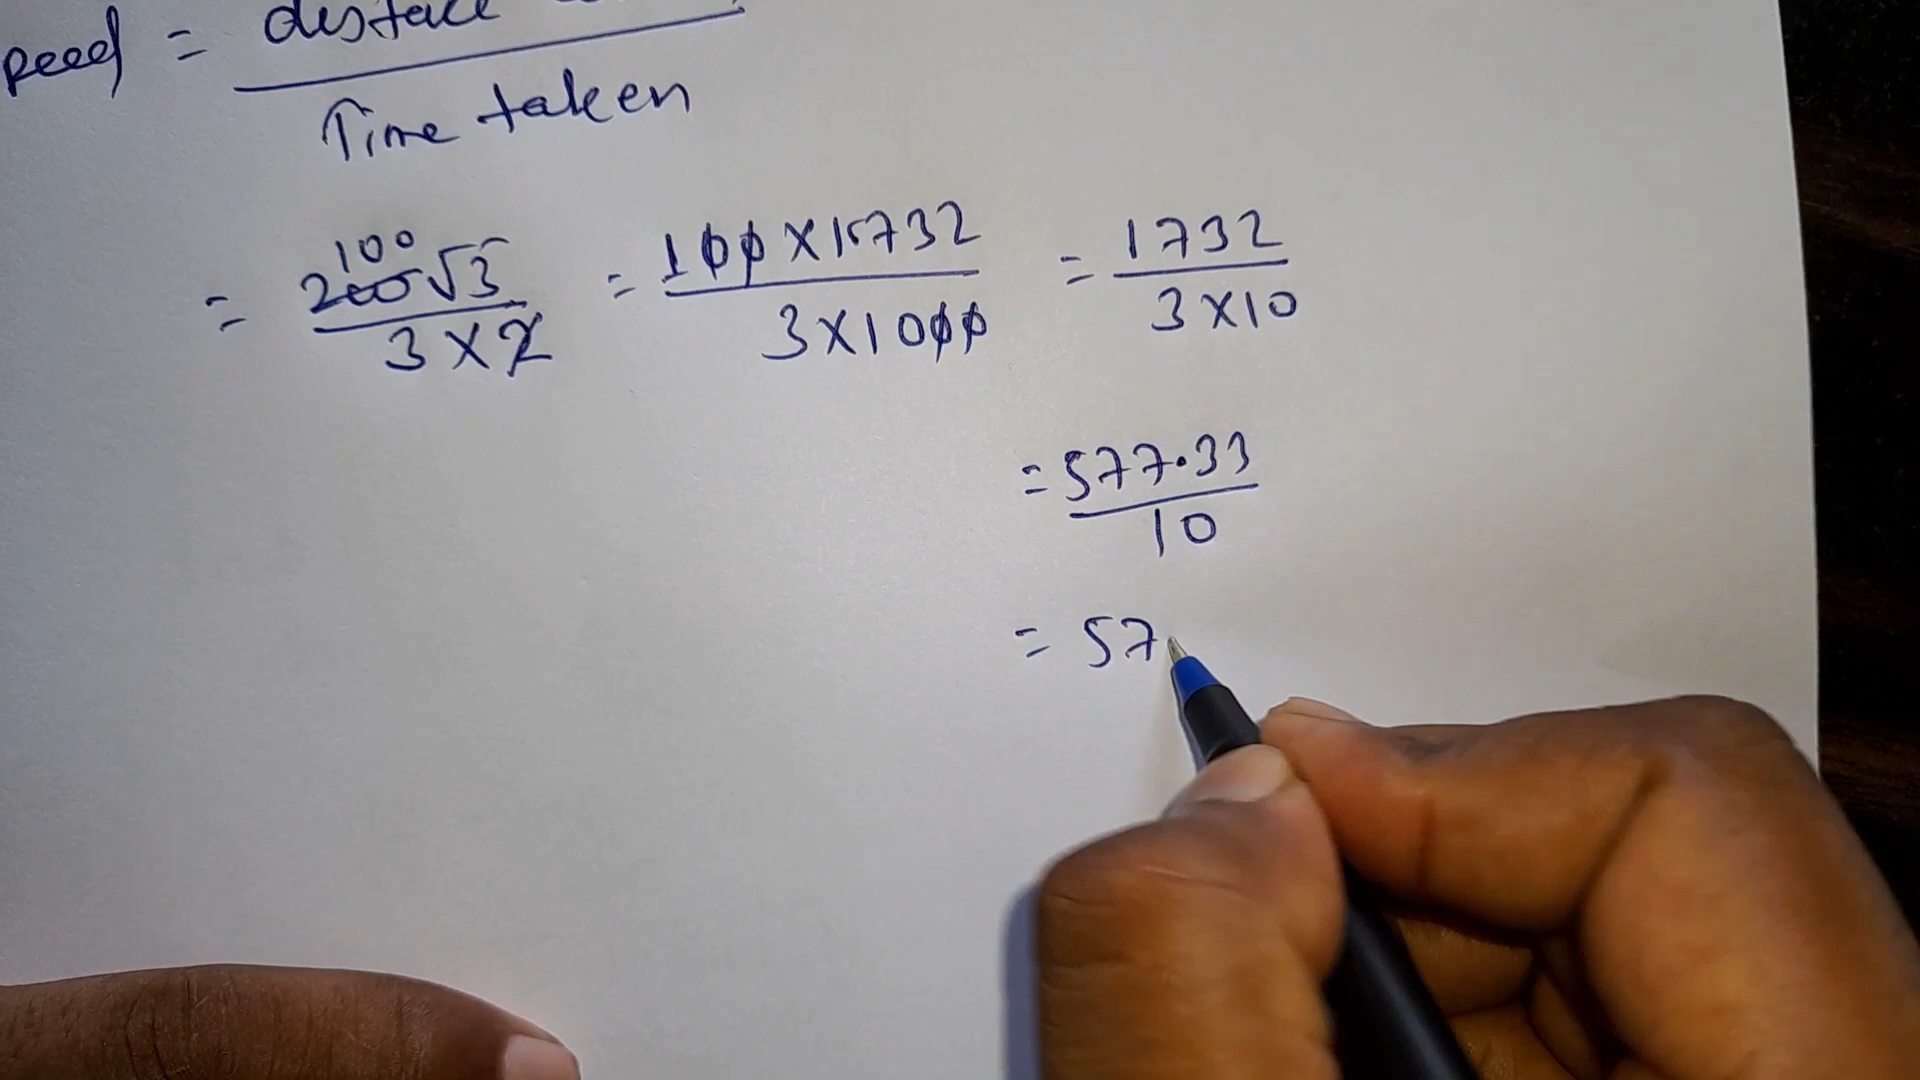 peed = distace
Time taken
= 100 200√3 / 3×2 = 100×1.732 / 3×1000 = 1732 / 3×10
= 577.33 / 10
= 57